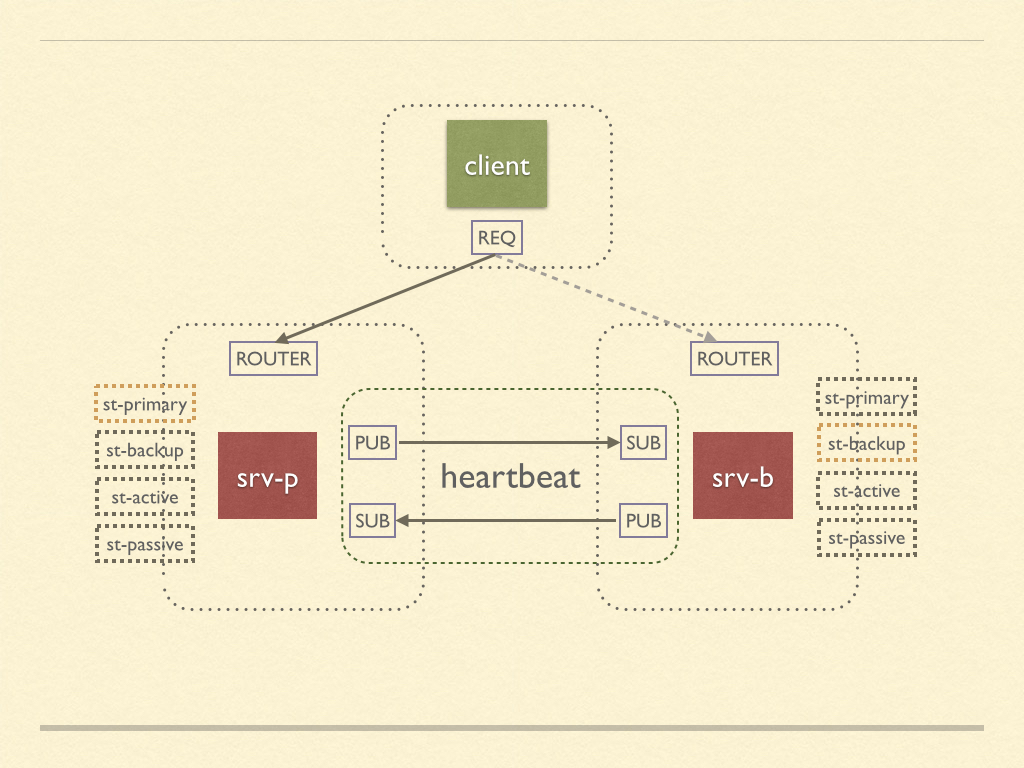 client
REQ
ROUTER
ROUTER
st-primary
st-backup
st-active
st-passive
srv-p
PUB
SUB
heartbeat
SUB
PUB
srv-b
st-primary
st-backup
st-active
st-passive